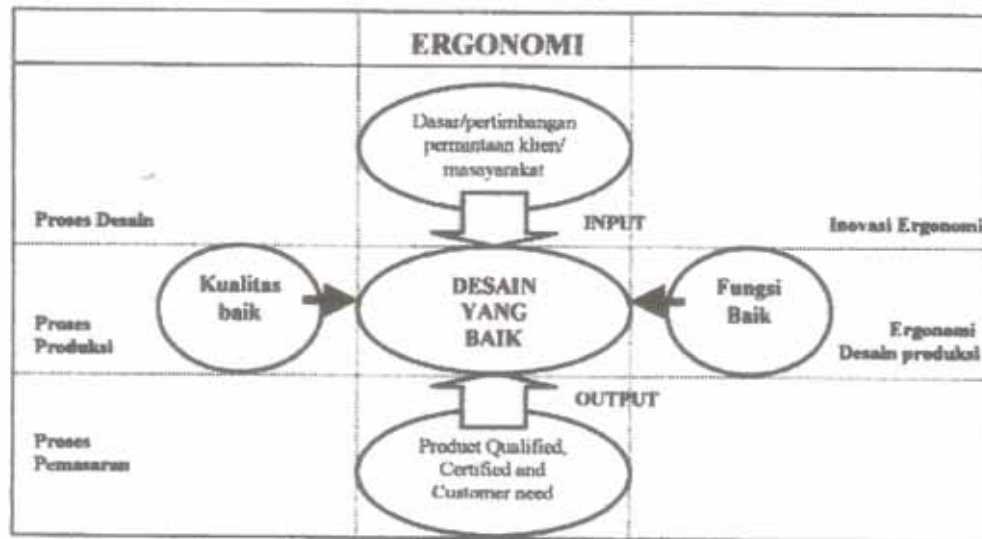 ERGONOMI
Dasar/pertimbangan
permintaan klien/
masayarakat
Proses Desain
INPUT
Inovasi Ergonomi
Kualitas
baik
DESAIN
YANG
BAIK
Fungsi
Baik
Proses
Produksi
Ergonomi
Desain produksi
OUTPUT
Proses
Pemasaran
Product Qualified,
Certified and
Customer need